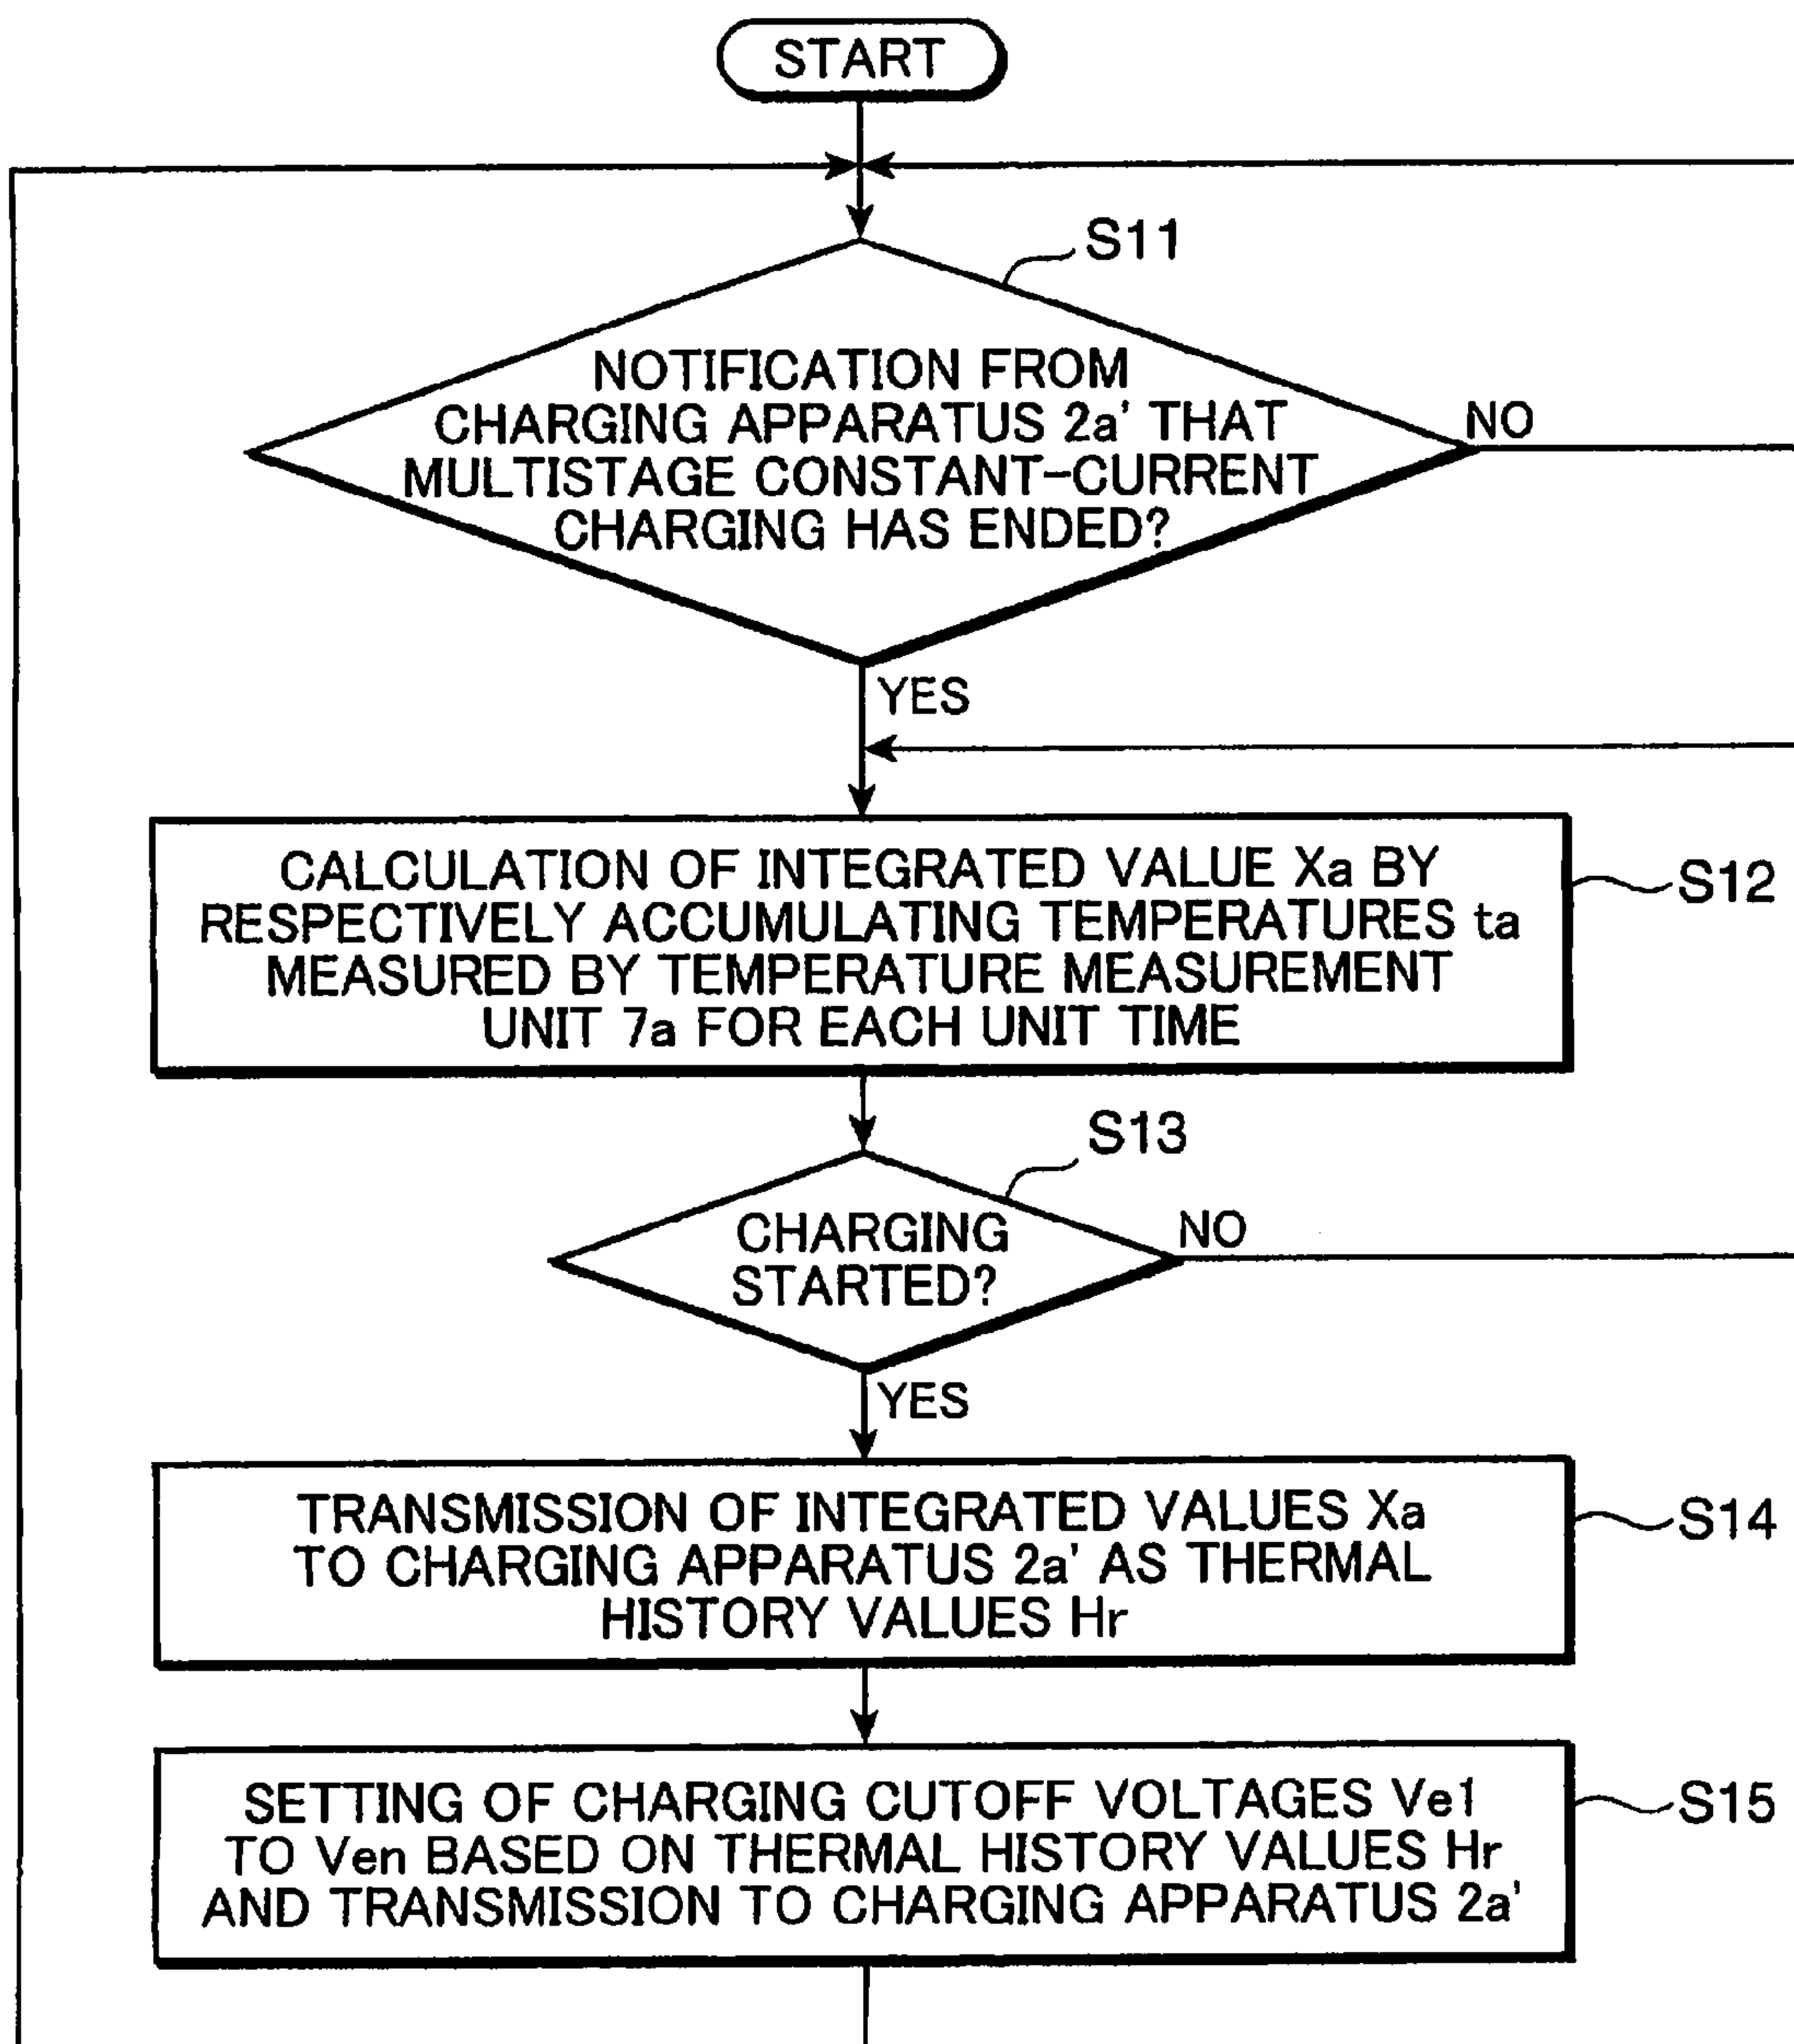 START
S11
NOTIFICATION FROM
CHARGING APPARATUS 2a' THAT
MULTISTAGE CONSTANT-CURRENT
CHARGING HAS ENDED?
NO
YES
CALCULATION OF INTEGRATED VALUE Xa BY
RESPECTIVELY ACCUMULATING TEMPERATURES ta
MEASURED BY TEMPERATURE MEASUREMENT
UNIT 7a FOR EACH UNIT TIME
S12
S13
CHARGING
STARTED?
NO
YES
TRANSMISSION OF INTEGRATED VALUES Xa
TO CHARGING APPARATUS 2a' AS THERMAL
HISTORY VALUES Hr
S14
SETTING OF CHARGING CUTOFF VOLTAGES Ve1
TO Ven BASED ON THERMAL HISTORY VALUES Hr
AND TRANSMISSION TO CHARGING APPARATUS 2a'
S15